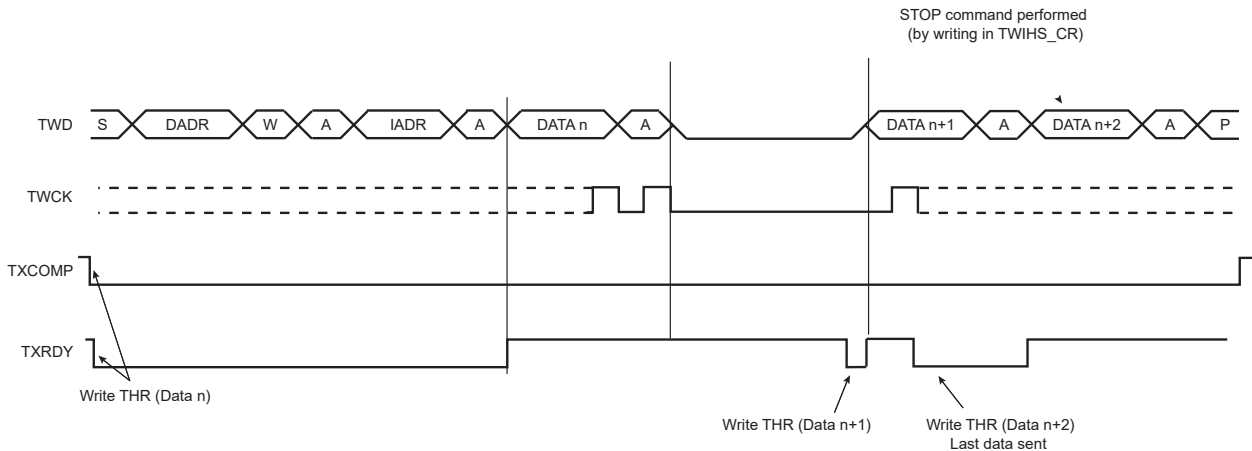 STOP command performed
(by writing in TWIHS_CR)
TWD S DADR W A IADR A DATA n A DATA n+1 A DATA n+2 A P
TWCK
TXCOMP
TXRDY
Write THR (Data n)
Write THR (Data n+1)
Write THR (Data n+2)
Last data sent